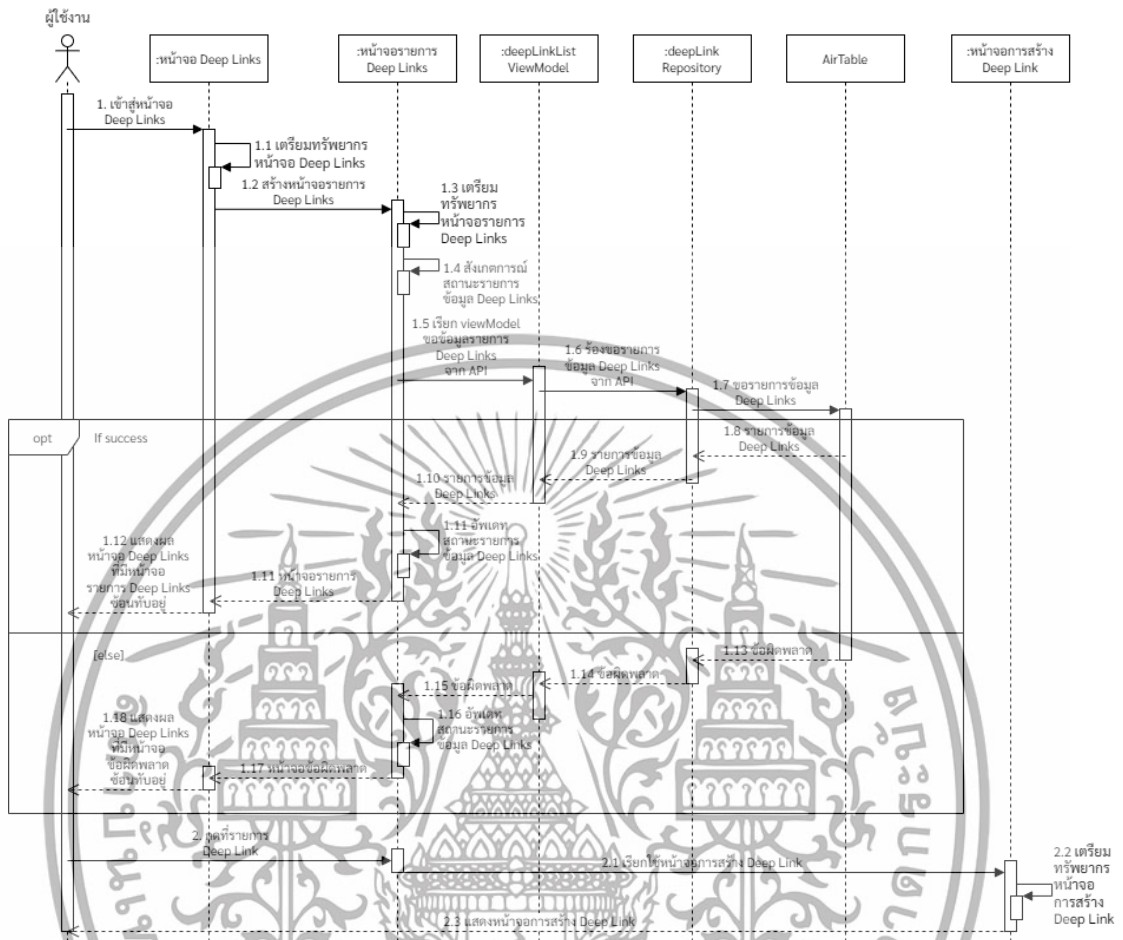 ผู้ใช้งาน
:หน้าจอ Deep Links
:หน้าจอรายการ
Deep Links
:deepLinkList
ViewModel
:deepLink
Repository
AirTable
:หน้าจอการสร้าง
Deep Link
1. เข้าสู่หน้าจอ
Deep Links
1.1 เตรียมทรัพยากร
หน้าจอ Deep Links
1.2 สร้างหน้าจอรายการ
Deep Links
1.3 เตรียม
ทรัพยากร
หน้าจอรายการ
Deep Links
1.4 สังเกตการณ์
สถานะรายการ
ข้อมูล Deep Links
1.5 เรียก viewModel
ขอข้อมูลรายการ
Deep Links
จาก API
1.6 ร้องขอรายการ
ข้อมูล Deep Links
จาก API
1.7 ขอรายการข้อมูล
Deep Links
opt
If success
1.8 รายการข้อมูล
Deep Links
1.9 รายการข้อมูล
Deep Links
1.10 รายการข้อมูล
Deep Links
1.11 อัพเดท
สถานะรายการ
ข้อมูล Deep Links
1.11 หน้าจอรายการ
Deep Links
1.12 แสดงผล
หน้าจอ Deep Links
ที่มีหน้าจอ
รายการ Deep Links
ซ้อนทับอยู่
[else]
1.13 ข้อผิดพลาด
1.14 ข้อผิดพลาด
1.15 ข้อผิดพลาด
1.16 อัพเดท
สถานะรายการ
ข้อมูล Deep Links
1.17 หน้าจอข้อผิดพลาด
1.18 แสดงผล
หน้าจอ Deep Links
ที่มีหน้าจอ
ข้อผิดพลาด
ซ้อนทับอยู่
2. กดที่รายการ
Deep Link
2.1 เรียกใช้หน้าจอการสร้าง Deep Link
2.2 เตรียม
ทรัพยากร
หน้าจอ
การสร้าง
Deep Link
2.3 แสดงหน้าจอการสร้าง Deep Link